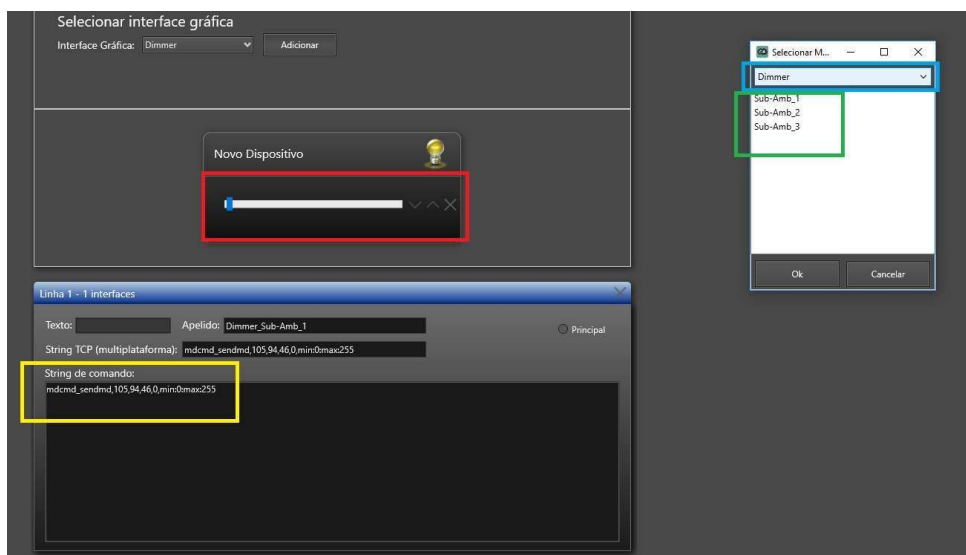 Selecionar interface gráfica
Interface Gráfica: Dimmer Adicionar
Novo Dispositivo
Linha 1 - 1 interfaces
Texto: Apelido: Dimmer_Sub-Amb_1 Principal
String TCP (multiplataforma): mdcmd_sendmd,105,94,46,0,min:0:max:255
String de comando:
mdcmd_sendmd,105,94,46,0,min:0:max:255
Selecionar M...
Dimmer
Sub-Amb_1
Sub-Amb_2
Sub-Amb_3
Ok Cancelar